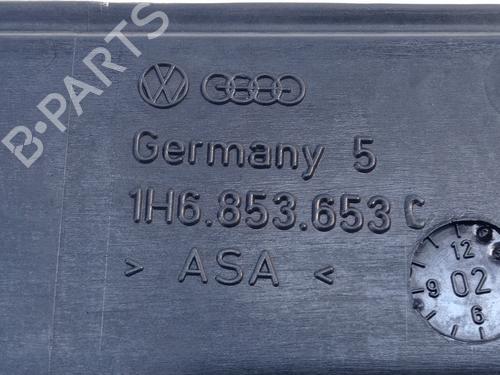 B-PARTS
Germany 5
1H6.853.653 C
> ASA <
12
9 02
6